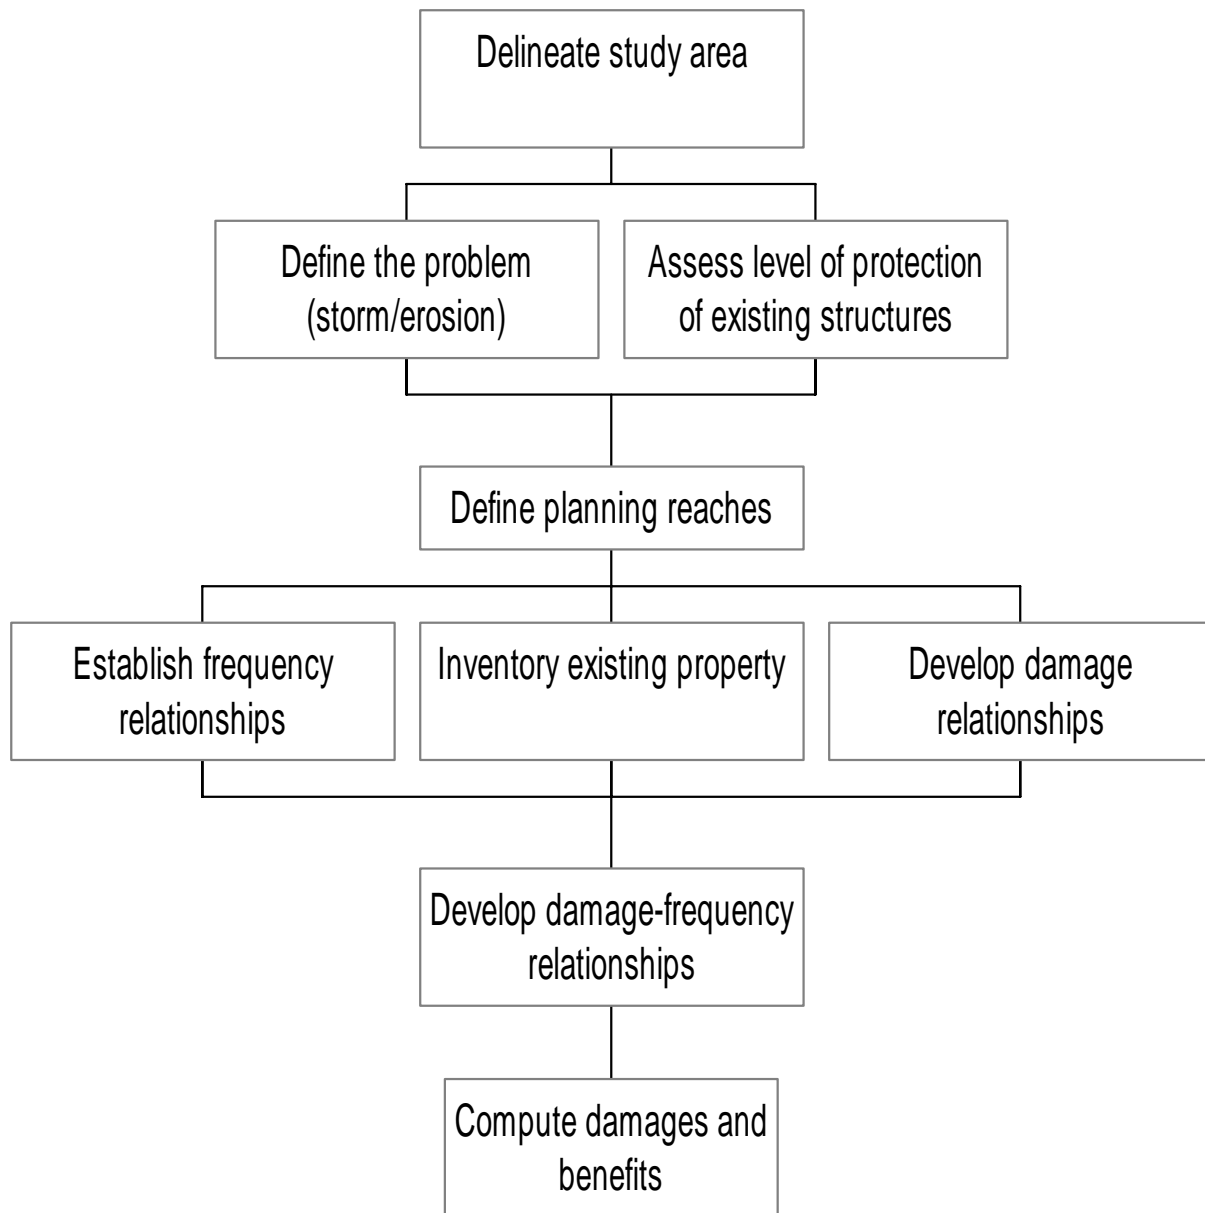 Delineate study area
Define the problem
(storm/erosion)
Assess level of protection
of existing structures
Define planning reaches
Establish frequency
relationships
Inventory existing property
Develop damage
relationships
Develop damage-frequency
relationships
Compute damages and
benefits